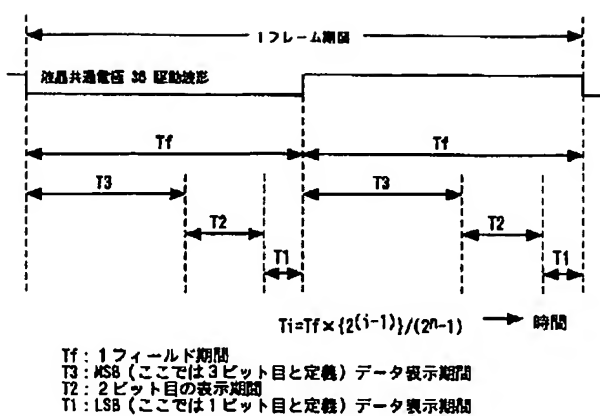 1フレーム期間
液晶共通電極 36 駆動波形
Tf
Tf
T3
T3
T2
T2
T1
T1
Ti=Tf×{2^(i-1)}/(2^n-1)
時間
Tf：1フィールド期間
T3：MSB（ここでは3ビット目と定義）データ表示期間
T2：2ビット目の表示期間
T1：LSB（ここでは1ビット目と定義）データ表示期間